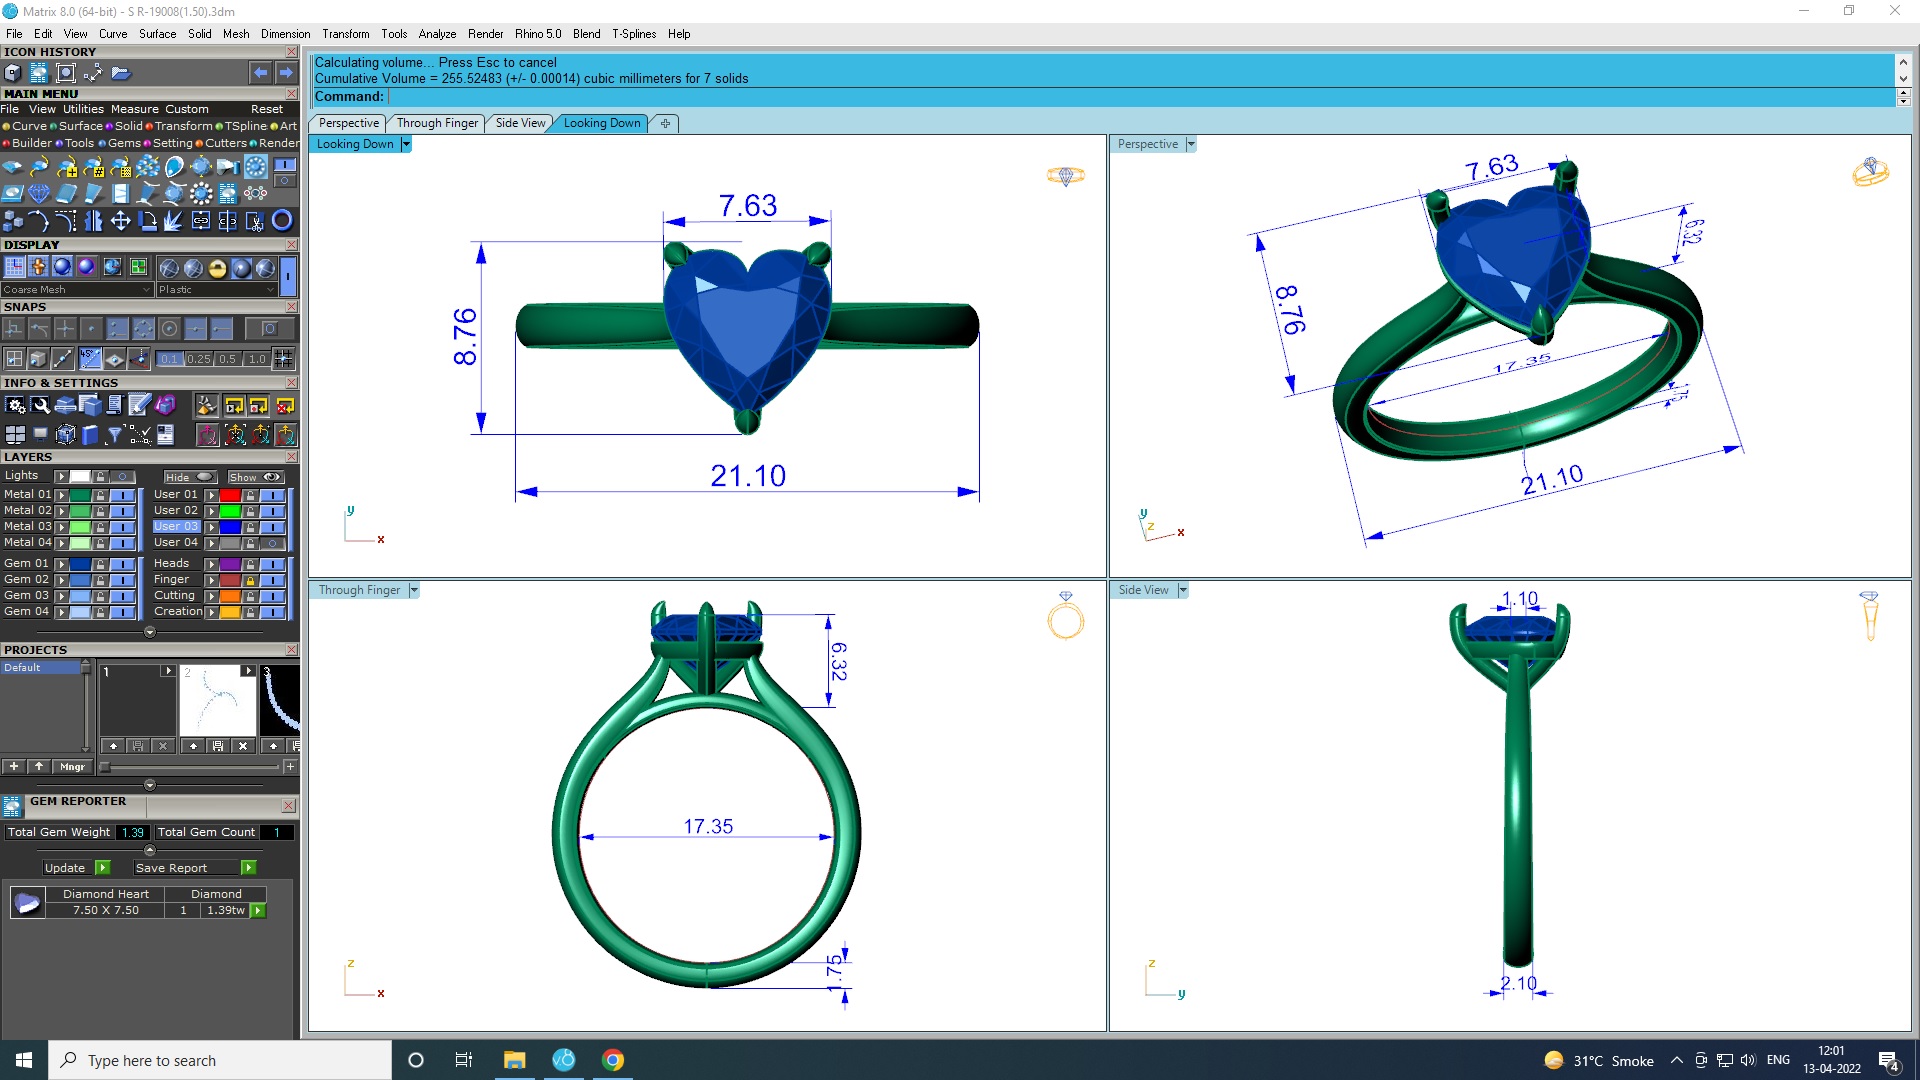 Matrix 8.0 (64-bit) - S R-19008(1.50).3dm
File Edit View Curve Surface Solid Mesh Dimension Transform Tools Analyze Render Rhino 5.0 Blend T-Splines Help
ICON HISTORY
Calculating volume... Press Esc to cancel
Cumulative Volume = 255.52483 (+/- 0.00014) cubic millimeters for 7 solids
Command:
MAIN MENU
File View Utilities Measure Custom Reset
Curve Surface Solid Transform TSpline Art
Builder Tools Gems Setting Cutters Render
Perspective Through Finger Side View Looking Down
Looking Down
7.63
8.76
21.10
y
x
Perspective
7.63
6.32
8.76
17.35
1.75
21.10
y
z
x
DISPLAY
Coarse Mesh Plastic
SNAPS
45°
0.1 0.25 0.5 1.0
INFO & SETTINGS
LAYERS
Lights Hide Show
Metal 01 User 01
Metal 02 User 02
Metal 03 User 03
Metal 04 User 04
Gem 01 Heads
Gem 02 Finger
Gem 03 Cutting
Gem 04 Creation
PROJECTS
Default
1 2 3
Mngr
GEM REPORTER
Total Gem Weight 1.39 Total Gem Count 1
Update Save Report
Diamond Heart Diamond
7.50 X 7.50 1 1.39tw
Through Finger
6.32
17.35
1.75
z
x
Side View
1.10
2.10
z
y
Type here to search
31°C Smoke
ENG
12:01
13-04-2022
4